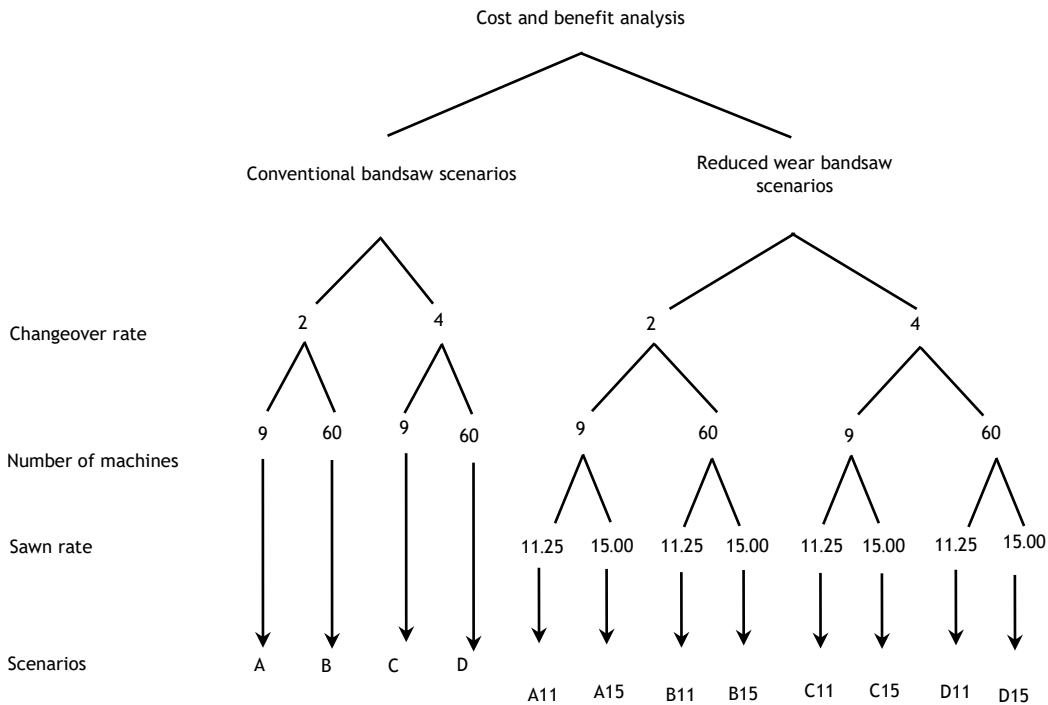 Cost and benefit analysis
Conventional bandsaw scenarios
Reduced wear bandsaw
scenarios
Changeover rate 2 4 2 4
Number of machines 9 60 9 60 9 60 9 60
Sawn rate 11.25 15.00 11.25 15.00 11.25 15.00 11.25 15.00
Scenarios A B C D
A11 A15 B11 B15 C11 C15 D11 D15